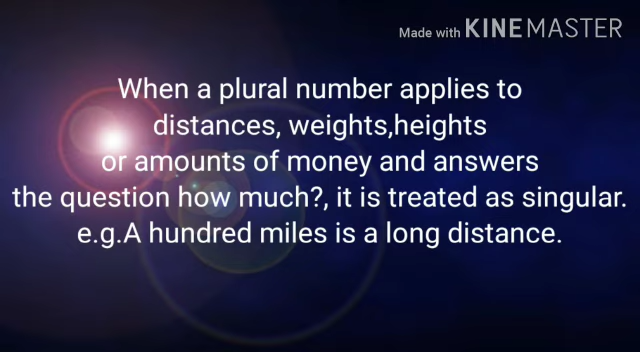 Made with KINEMASTER
When a plural number applies to
distances, weights,heights
or amounts of money and answers
the question how much?, it is treated as singular.
e.g.A hundred miles is a long distance.